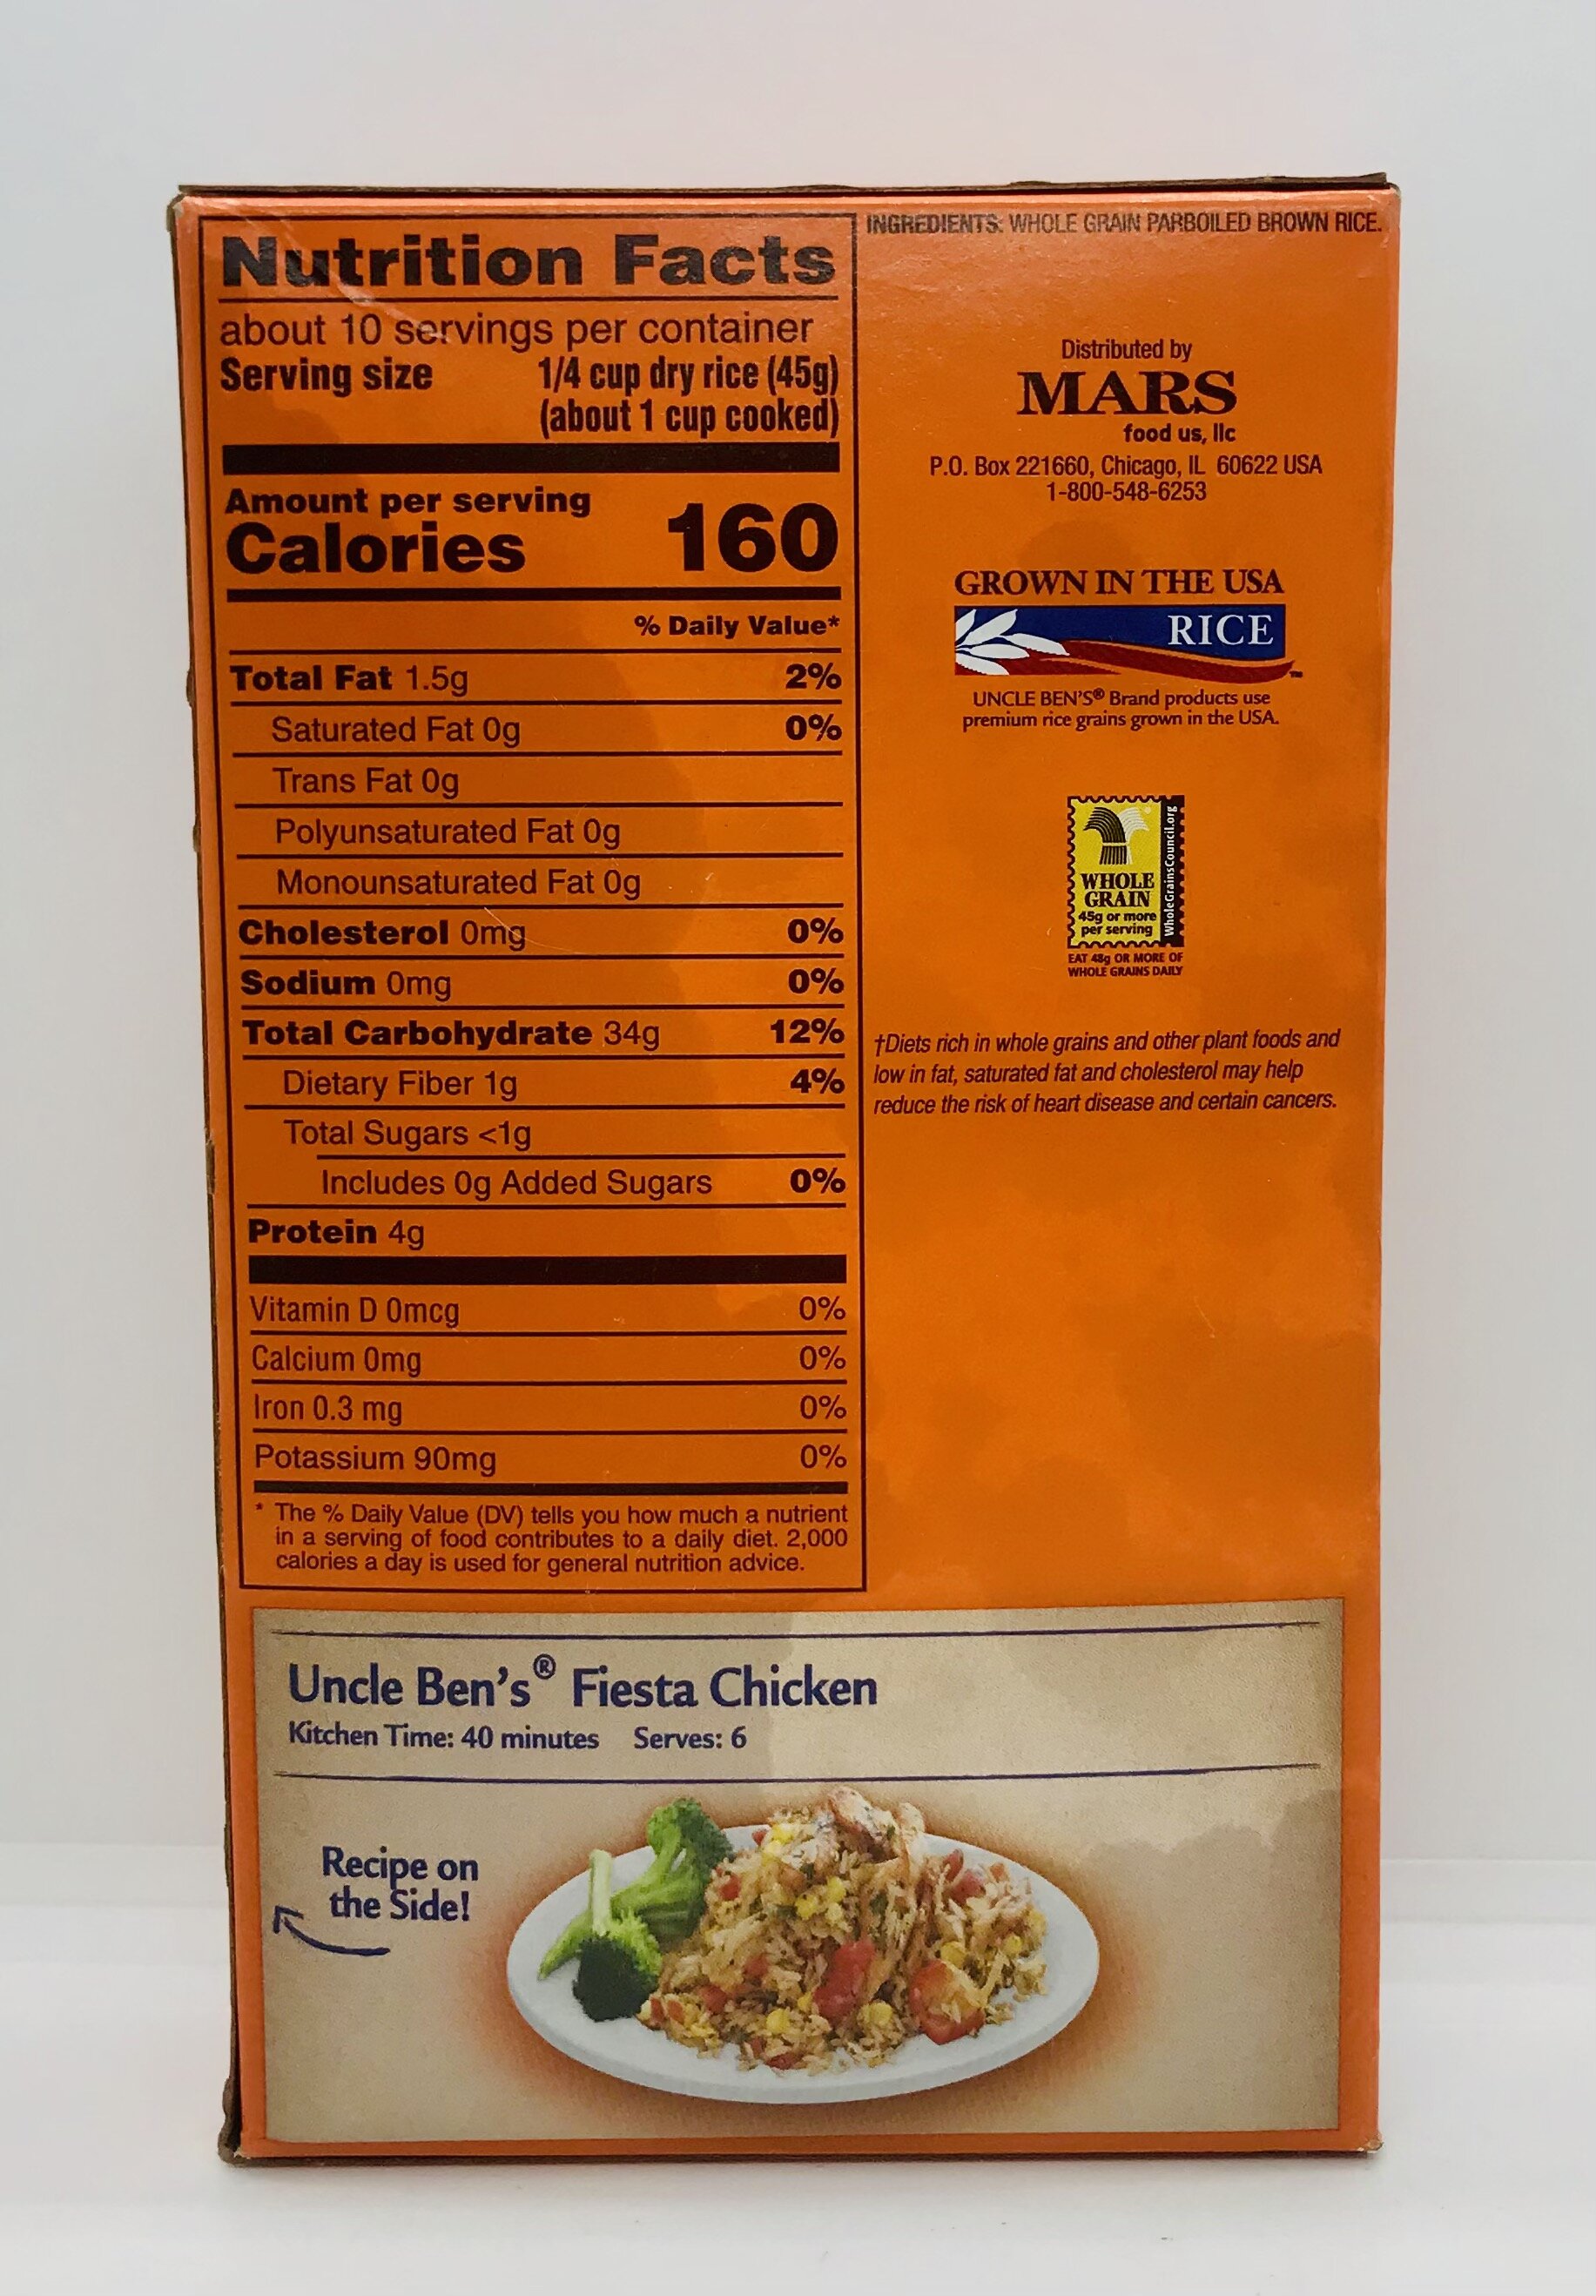 Nutrition Facts
about 10 servings per container
Serving size 1/4 cup dry rice (45g)
(about 1 cup cooked)
Amount per serving
Calories 160
% Daily Value*
Total Fat 1.5g 2%
Saturated Fat 0g 0%
Trans Fat 0g
Polyunsaturated Fat 0g
Monounsaturated Fat 0g
Cholesterol 0mg 0%
Sodium 0mg 0%
Total Carbohydrate 34g 12%
Dietary Fiber 1g 4%
Total Sugars <1g
Includes 0g Added Sugars 0%
Protein 4g
Vitamin D 0mcg 0%
Calcium 0mg 0%
Iron 0.3 mg 0%
Potassium 90mg 0%
* The % Daily Value (DV) tells you how much a nutrient
in a serving of food contributes to a daily diet. 2,000
calories a day is used for general nutrition advice.
INGREDIENTS: WHOLE GRAIN PARBOILED BROWN RICE.
Distributed by
MARS
food us, llc
P.O. Box 221660, Chicago, IL 60622 USA
1-800-548-6253
GROWN IN THE USA
RICE
™
UNCLE BEN'S® Brand products use
premium rice grains grown in the USA.
WHOLE
GRAIN
45g or more
per serving
WholeGrainsCouncil.org
EAT 48g OR MORE OF
WHOLE GRAINS DAILY
†Diets rich in whole grains and other plant foods and
low in fat, saturated fat and cholesterol may help
reduce the risk of heart disease and certain cancers.
Uncle Ben's® Fiesta Chicken
Kitchen Time: 40 minutes Serves: 6
Recipe on
the Side!